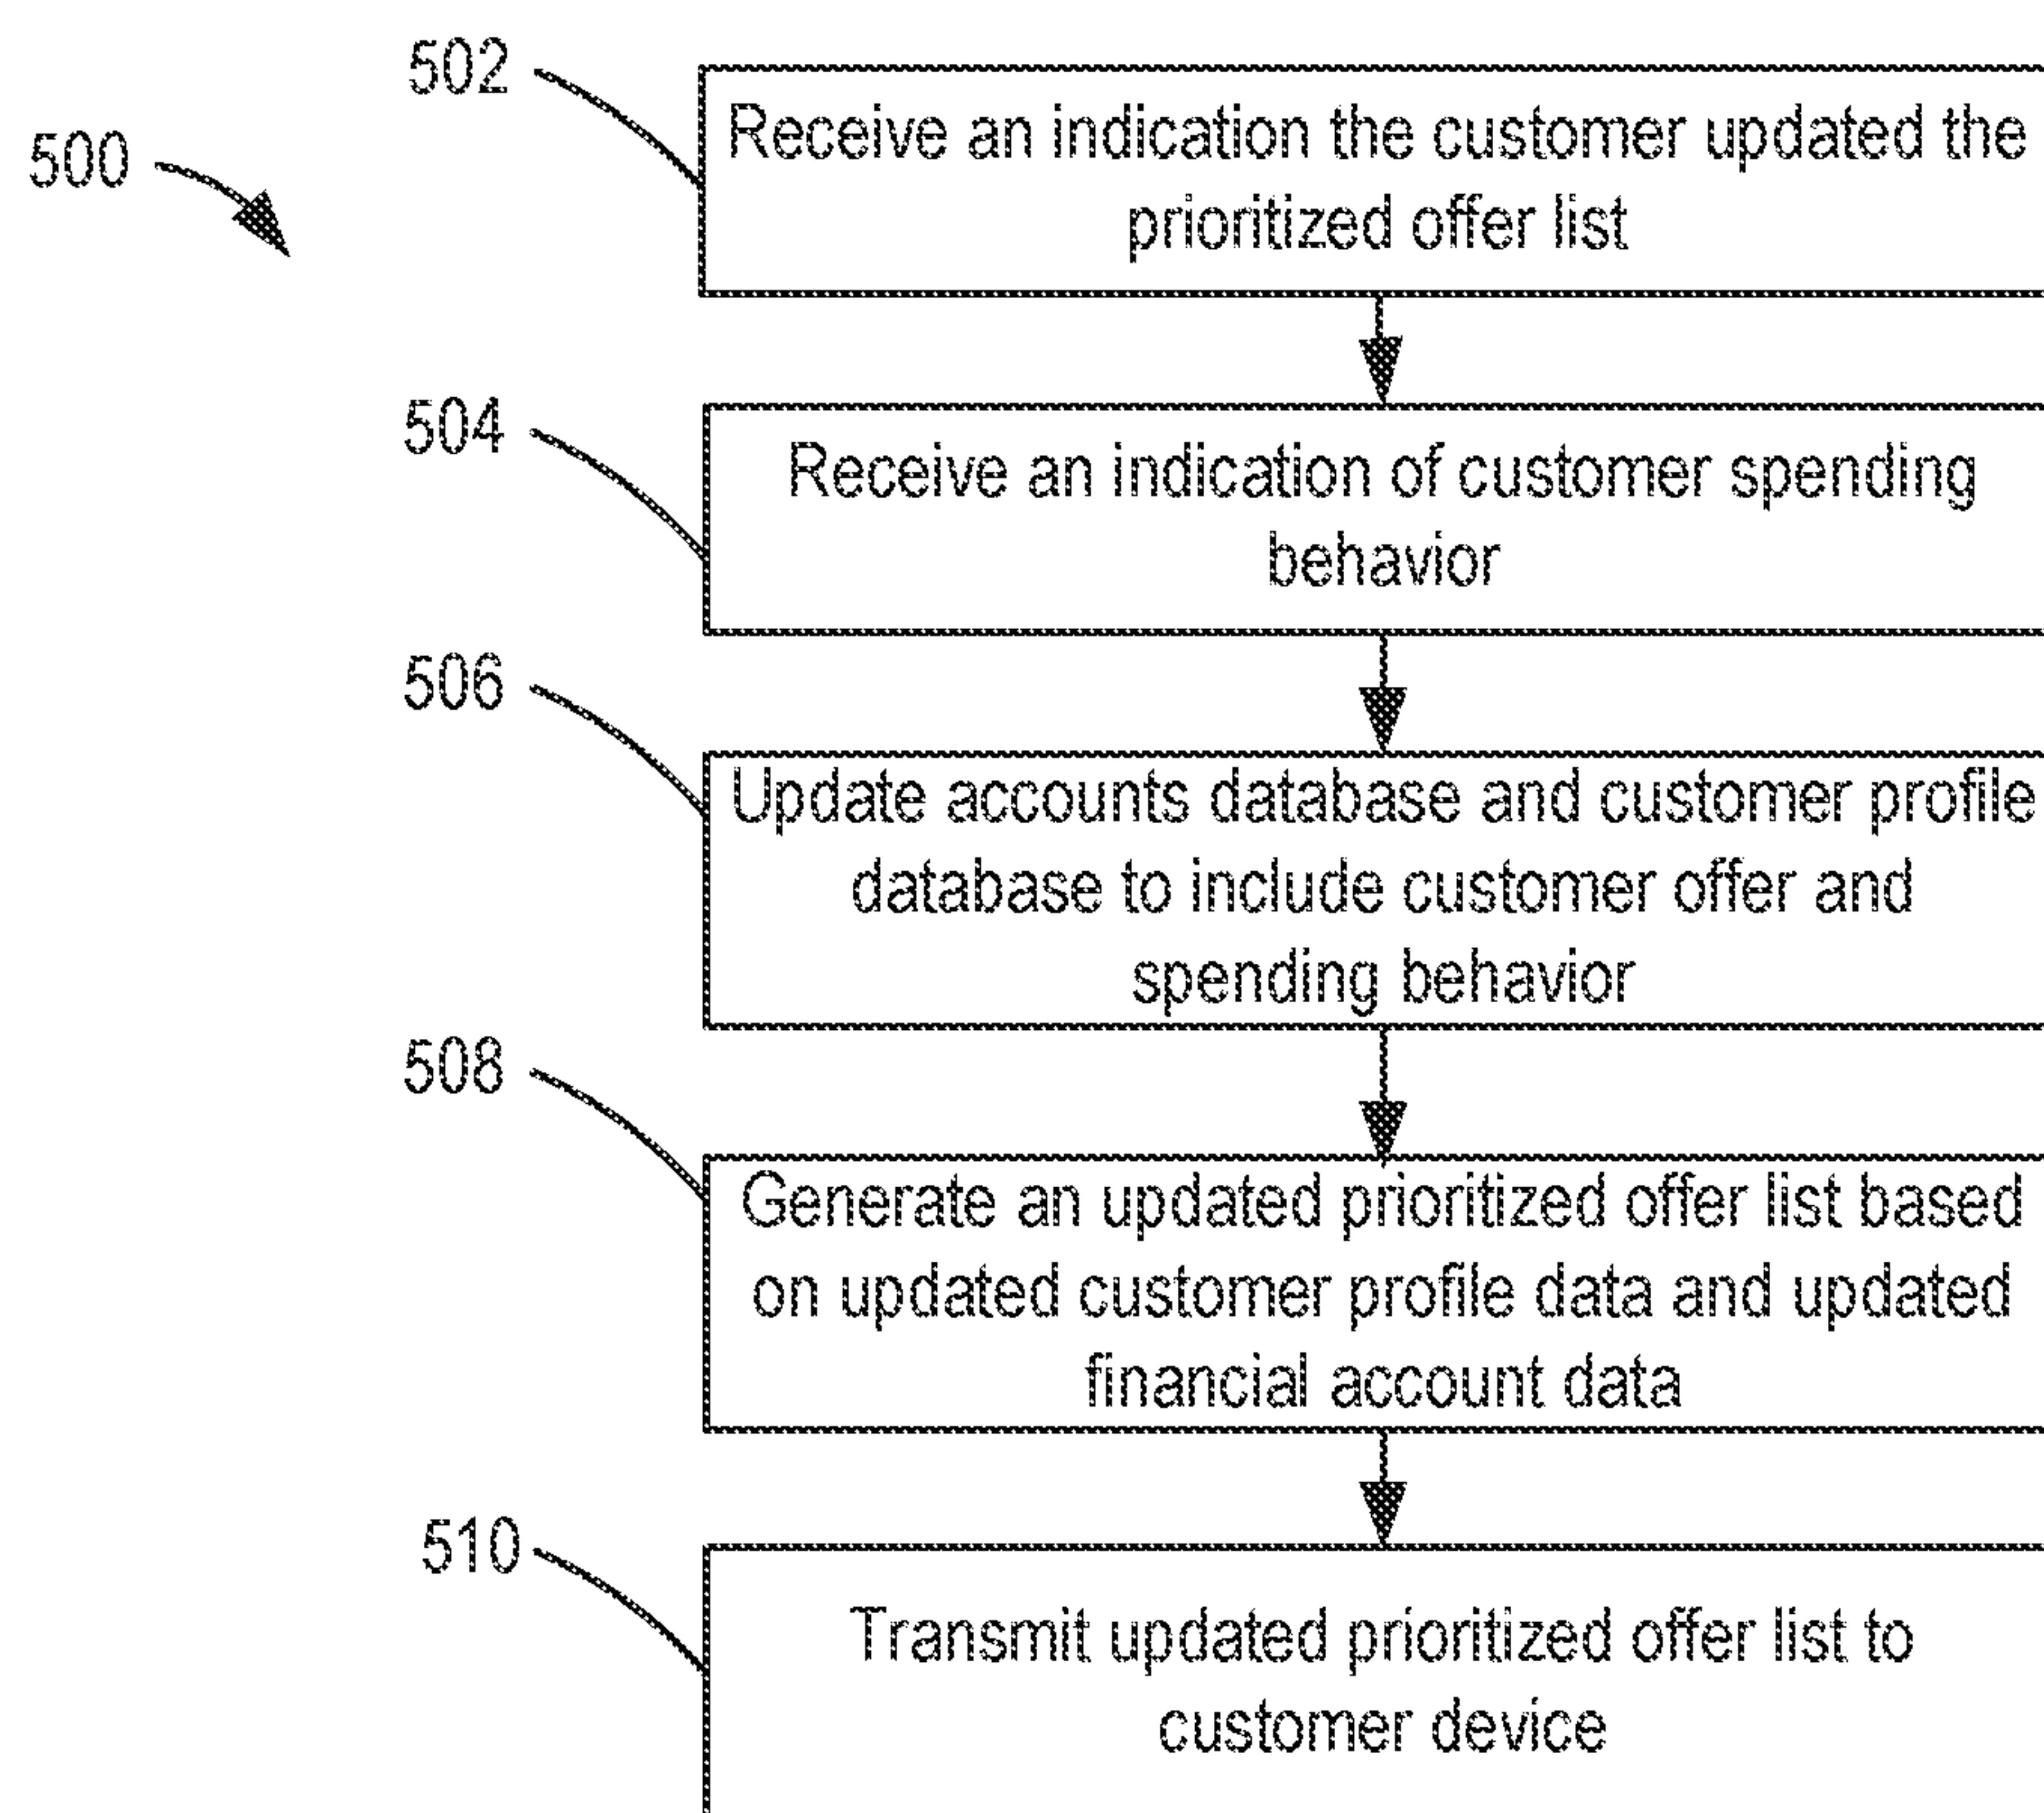 502
Receive an indication the customer updated the
prioritized offer list
500
504
Receive an indication of customer spending
behavior
506
Update accounts database and customer profile
database to include customer offer and
spending behavior
508
Generate an updated prioritized offer list based
on updated customer profile data and updated
financial account data
510
Transmit updated prioritized offer list to
customer device